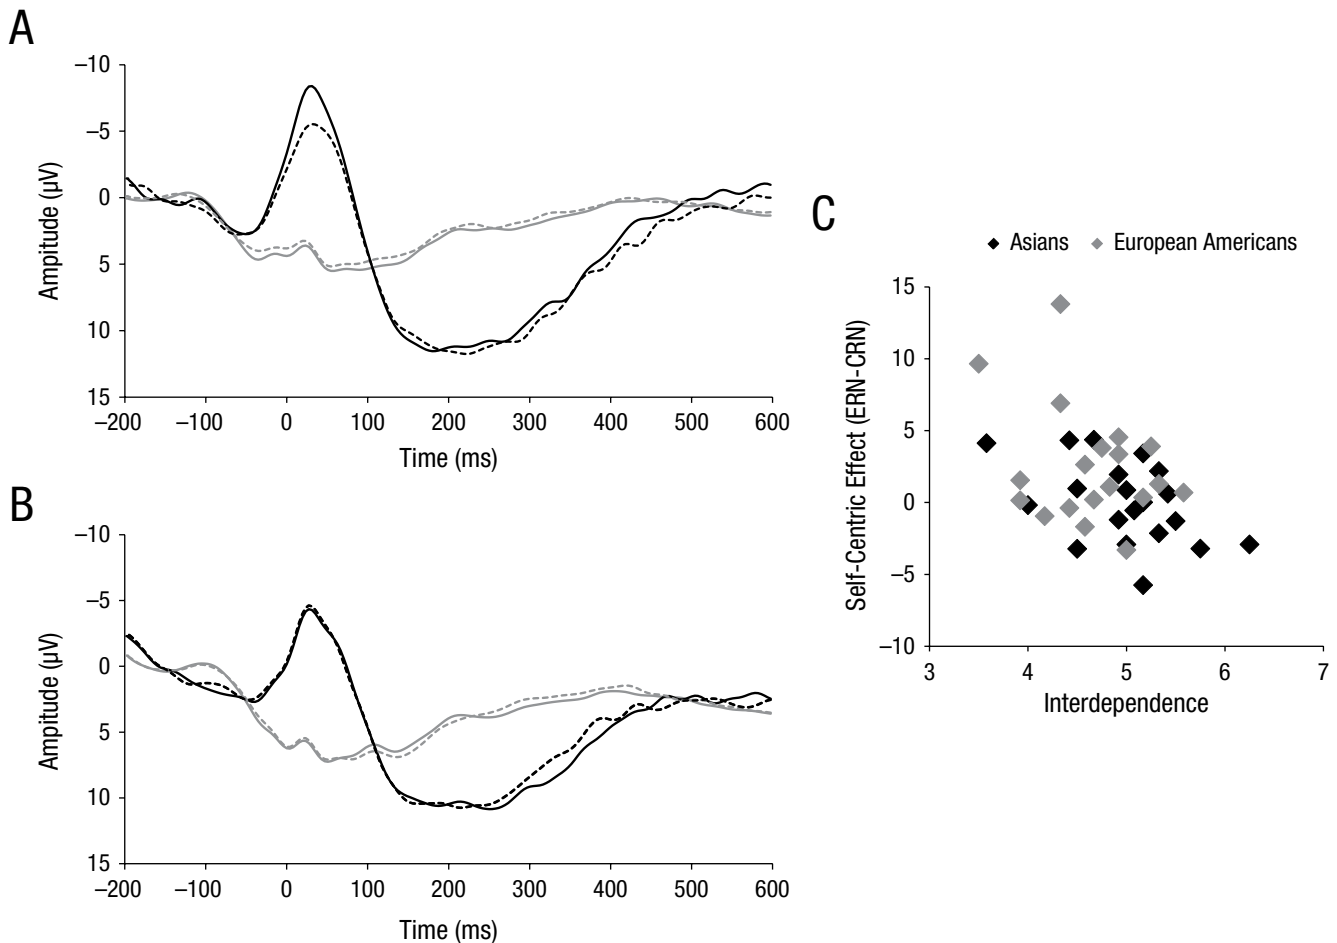 A
−10
−5
0
5
10
15
Ampitude (µV)
−200 −100 0 100 200 300 400 500 600
Time (ms)
B
−10
−5
0
5
10
15
Ampitude (µV)
−200 −100 0 100 200 300 400 500 600
Time (ms)
C
Asians European Americans
15
10
5
0
−5
−10
Self-Centric Effect (ERN-CRN)
3 4 5 6 7
Interdependence